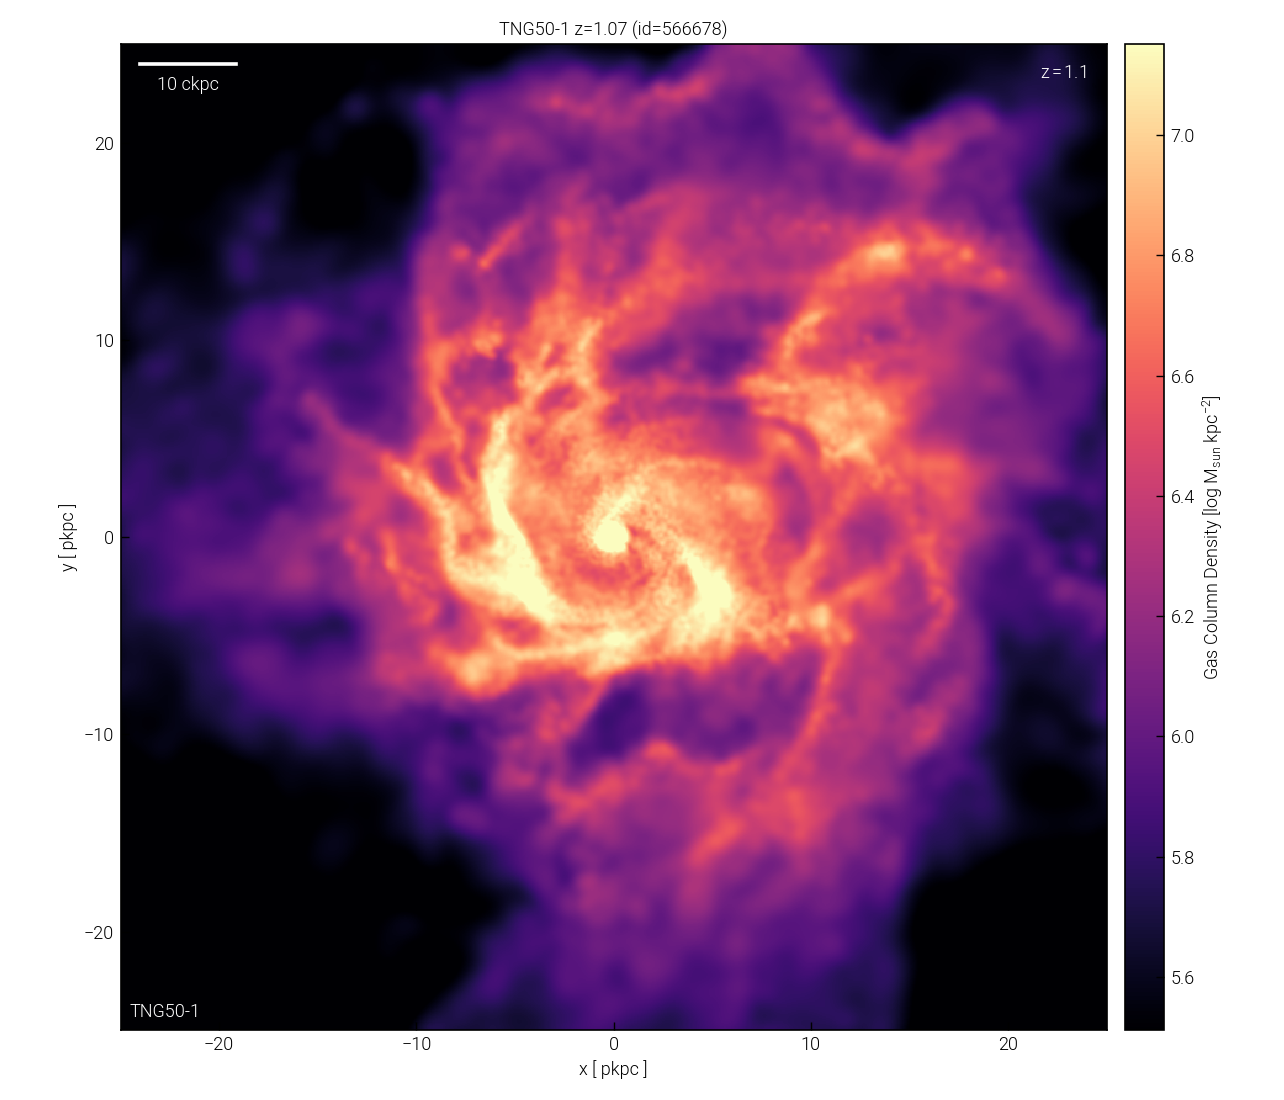 TNG50-1 z=1.07 (id=566678)
10 ckpc
z = 1.1
20
10
0
−10
−20
y [ pkpc ]
TNG50-1
−20
−10
0
10
20
x [ pkpc ]
7.0
6.8
6.6
6.4
6.2
6.0
5.8
5.6
Gas Column Density [log M_sun kpc^−2]